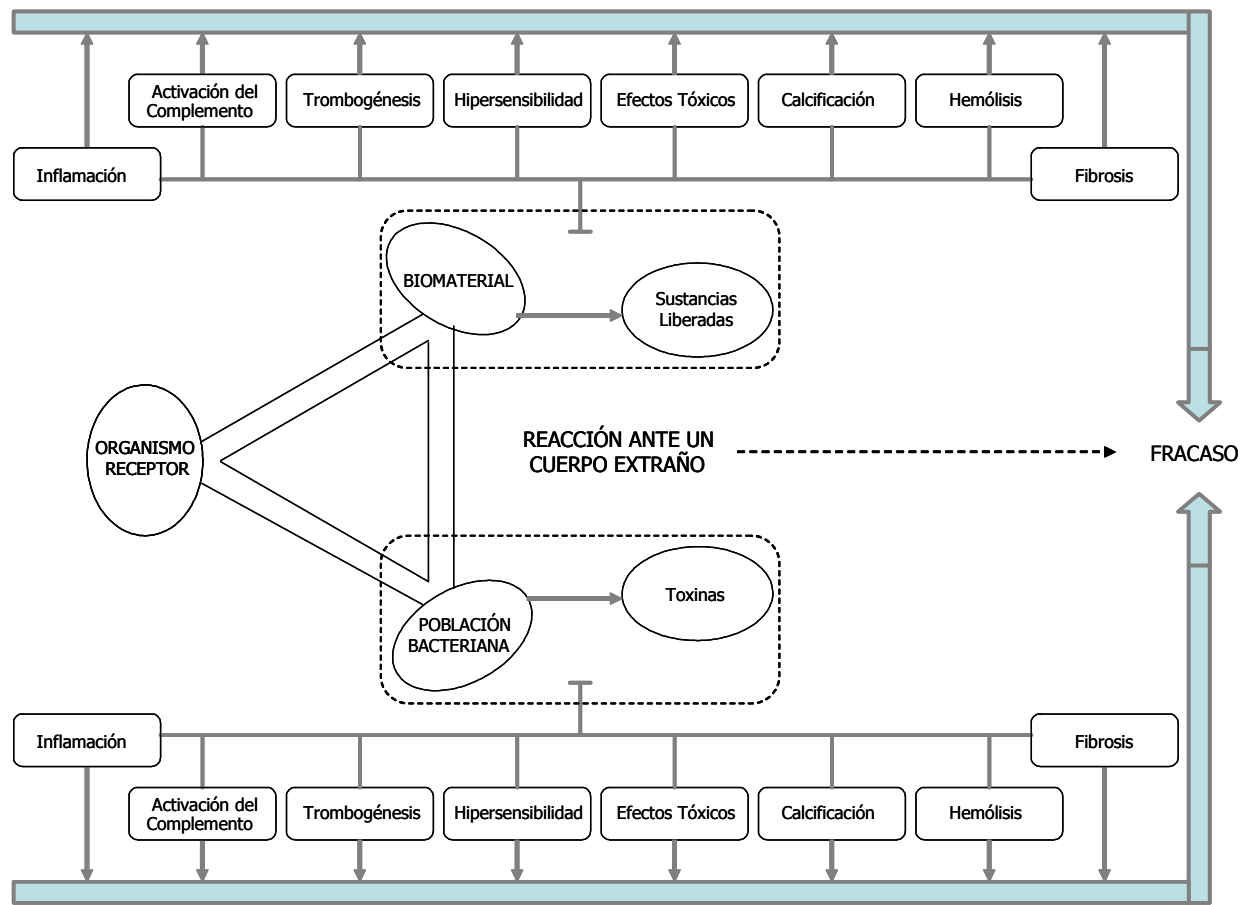 Activación del
Complemento
Trombogénesis
Hipersensibilidad
Efectos Tóxicos
Calcificación
Hemólisis
Inflamación
Fibrosis
BIOMATERIAL
Sustancias
Liberadas
ORGANISMO
RECEPTOR
REACCIÓN ANTE UN
CUERPO EXTRAÑO
FRACASO
Toxinas
POBLACIÓN
BACTERIANA
Inflamación
Fibrosis
Activación del
Complemento
Trombogénesis
Hipersensibilidad
Efectos Tóxicos
Calcificación
Hemólisis